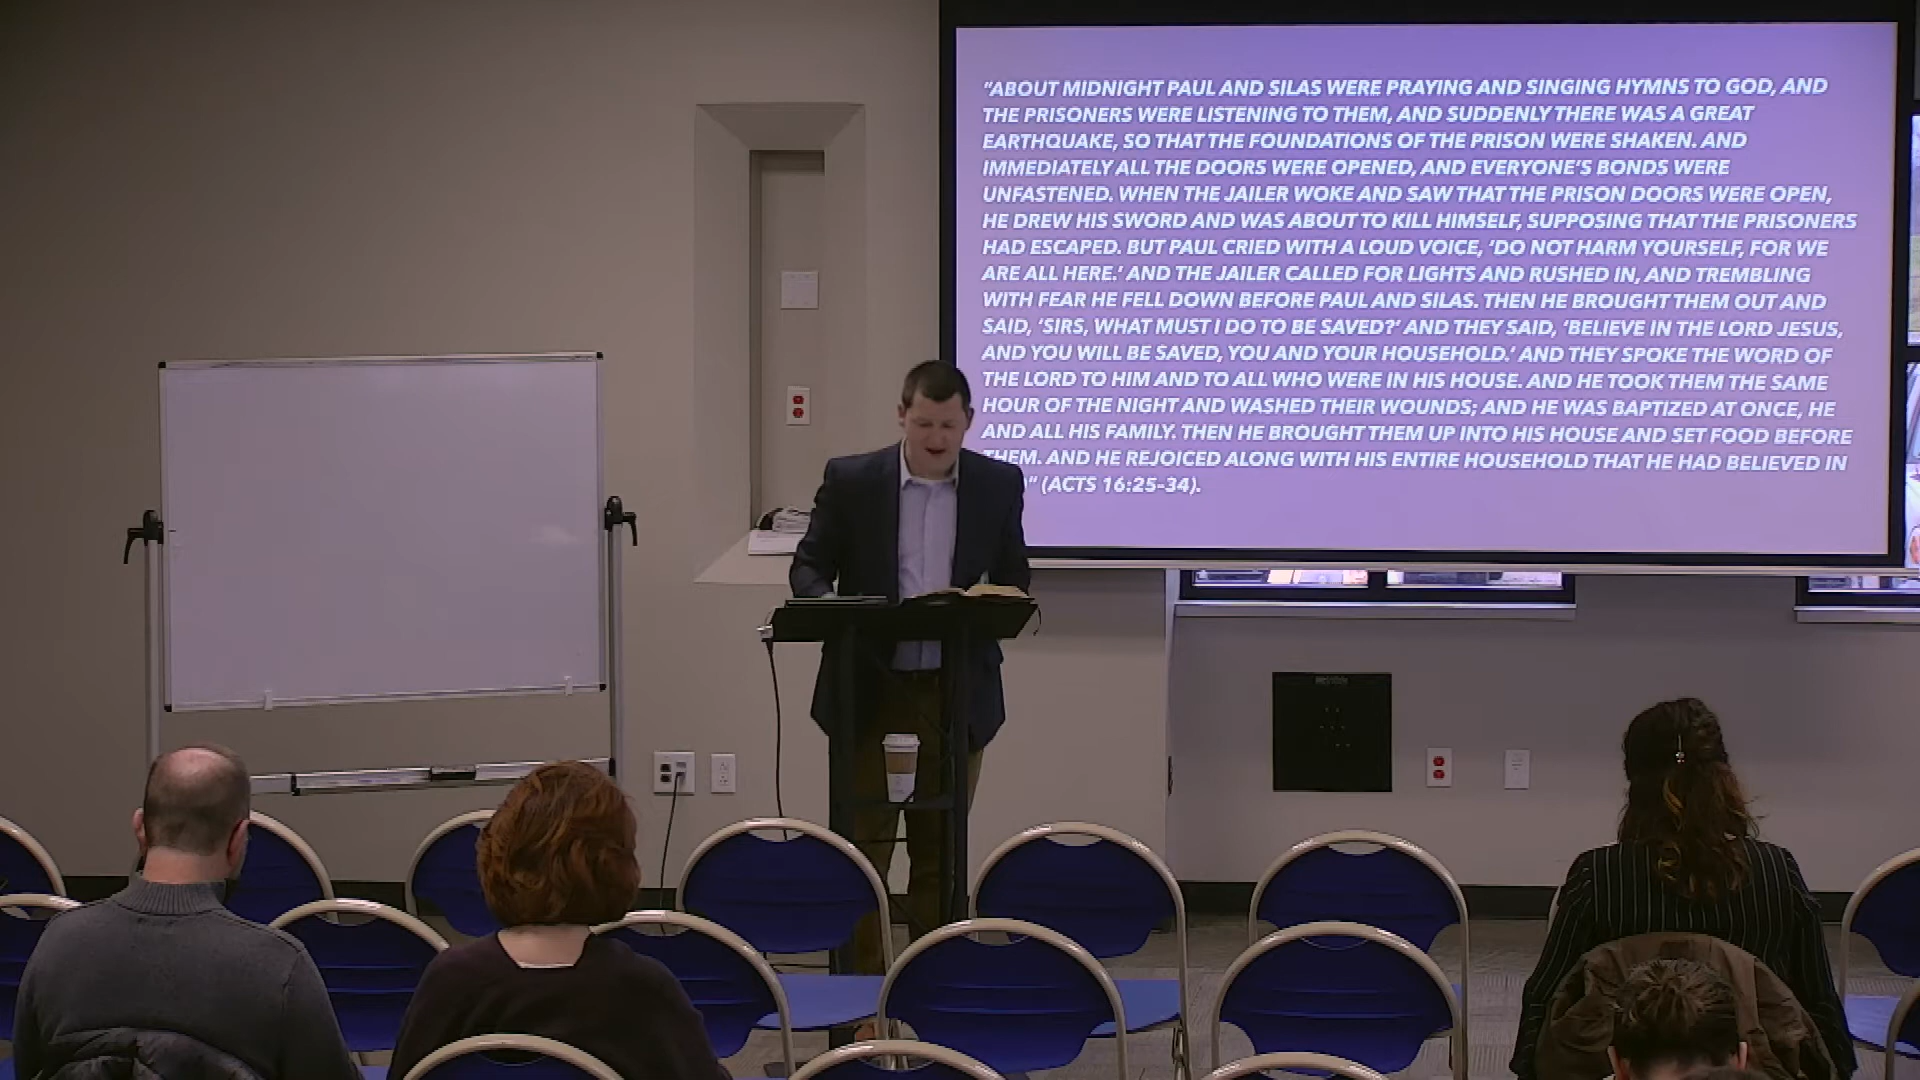 "ABOUT MIDNIGHT PAUL AND SILAS WERE PRAYING AND SINGING HYMNS TO GOD, AND
THE PRISONERS WERE LISTENING TO THEM, AND SUDDENLY THERE WAS A GREAT
EARTHQUAKE, SO THAT THE FOUNDATIONS OF THE PRISON WERE SHAKEN. AND
IMMEDIATELY ALL THE DOORS WERE OPENED, AND EVERYONE'S BONDS WERE
UNFASTENED. WHEN THE JAILER WOKE AND SAW THAT THE PRISON DOORS WERE OPEN,
HE DREW HIS SWORD AND WAS ABOUT TO KILL HIMSELF, SUPPOSING THAT THE PRISONERS
HAD ESCAPED. BUT PAUL CRIED WITH A LOUD VOICE, 'DO NOT HARM YOURSELF, FOR WE
ARE ALL HERE.' AND THE JAILER CALLED FOR LIGHTS AND RUSHED IN, AND TREMBLING
WITH FEAR HE FELL DOWN BEFORE PAUL AND SILAS. THEN HE BROUGHT THEM OUT AND
SAID, 'SIRS, WHAT MUST I DO TO BE SAVED?' AND THEY SAID, 'BELIEVE IN THE LORD JESUS,
AND YOU WILL BE SAVED, YOU AND YOUR HOUSEHOLD.' AND THEY SPOKE THE WORD OF
THE LORD TO HIM AND TO ALL WHO WERE IN HIS HOUSE. AND HE TOOK THEM THE SAME
HOUR OF THE NIGHT AND WASHED THEIR WOUNDS; AND HE WAS BAPTIZED AT ONCE, HE
AND ALL HIS FAMILY. THEN HE BROUGHT THEM UP INTO HIS HOUSE AND SET FOOD BEFORE
THEM. AND HE REJOICED ALONG WITH HIS ENTIRE HOUSEHOLD THAT HE HAD BELIEVED IN
" (ACTS 16:25-34).